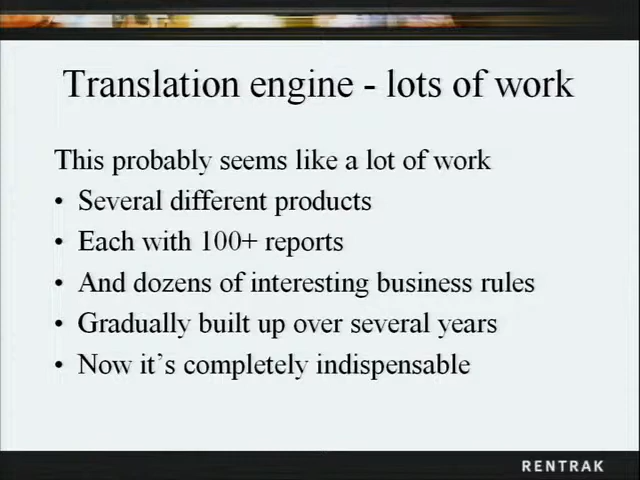 Translation engine - lots of work
This probably seems like a lot of work
• Several different products
• Each with 100+ reports
• And dozens of interesting business rules
• Gradually built up over several years
• Now it's completely indispensable
RENTRAK